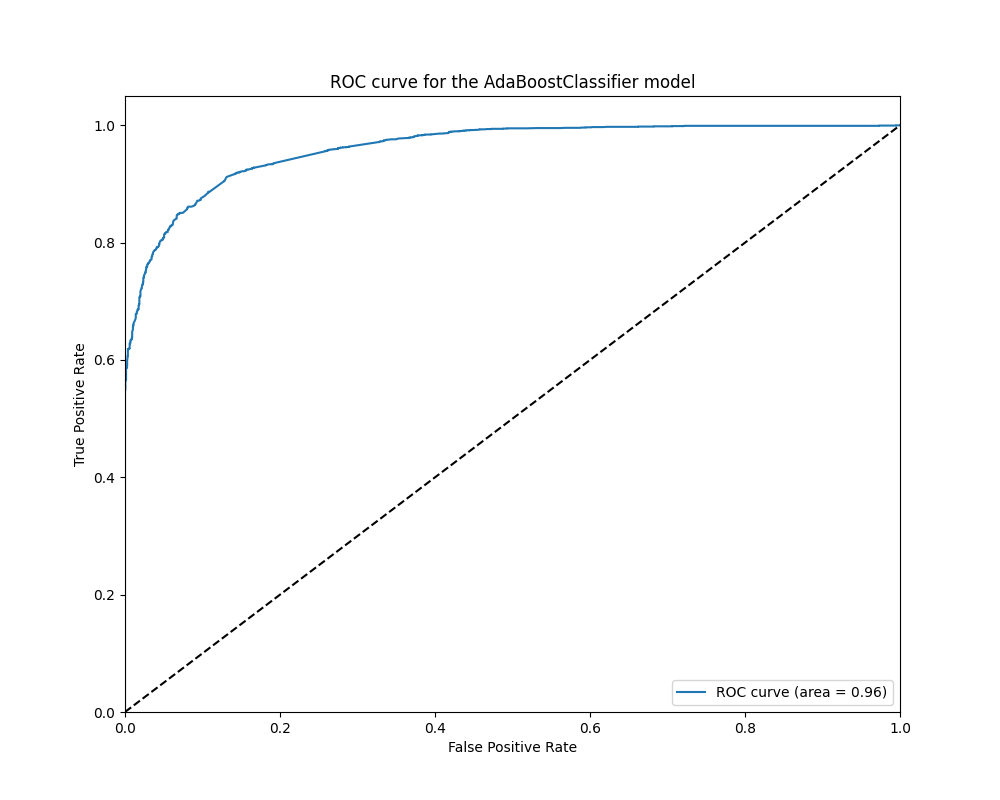 ROC curve for the AdaBoostClassifier model
1.0
0.8
0.6
0.4
0.2
0.0
True Positive Rate
ROC curve (area = 0.96)
0.0 0.2 0.4 0.6 0.8 1.0
False Positive Rate